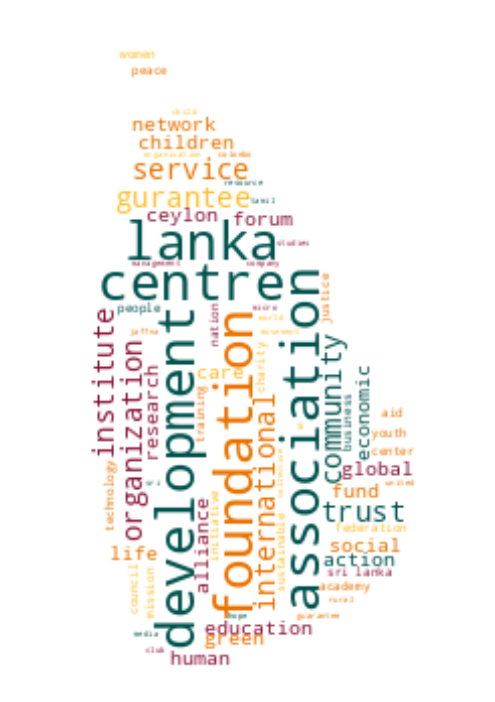 women
peace
child
network
children
organisation colombo
service
resource
gurantee tamil
ceylon forum
lanka studies
management company
centren
people micro justice
jaffna nation world
movement
institute development foundation association
organization research care charity community
training international business economic
aid
youth
center
global
united
technology sri fund
trust
alliance initiative sustainable federation
life social
action
council mission sri lanka
academy
rural
hope guarantee
education
media green
club human